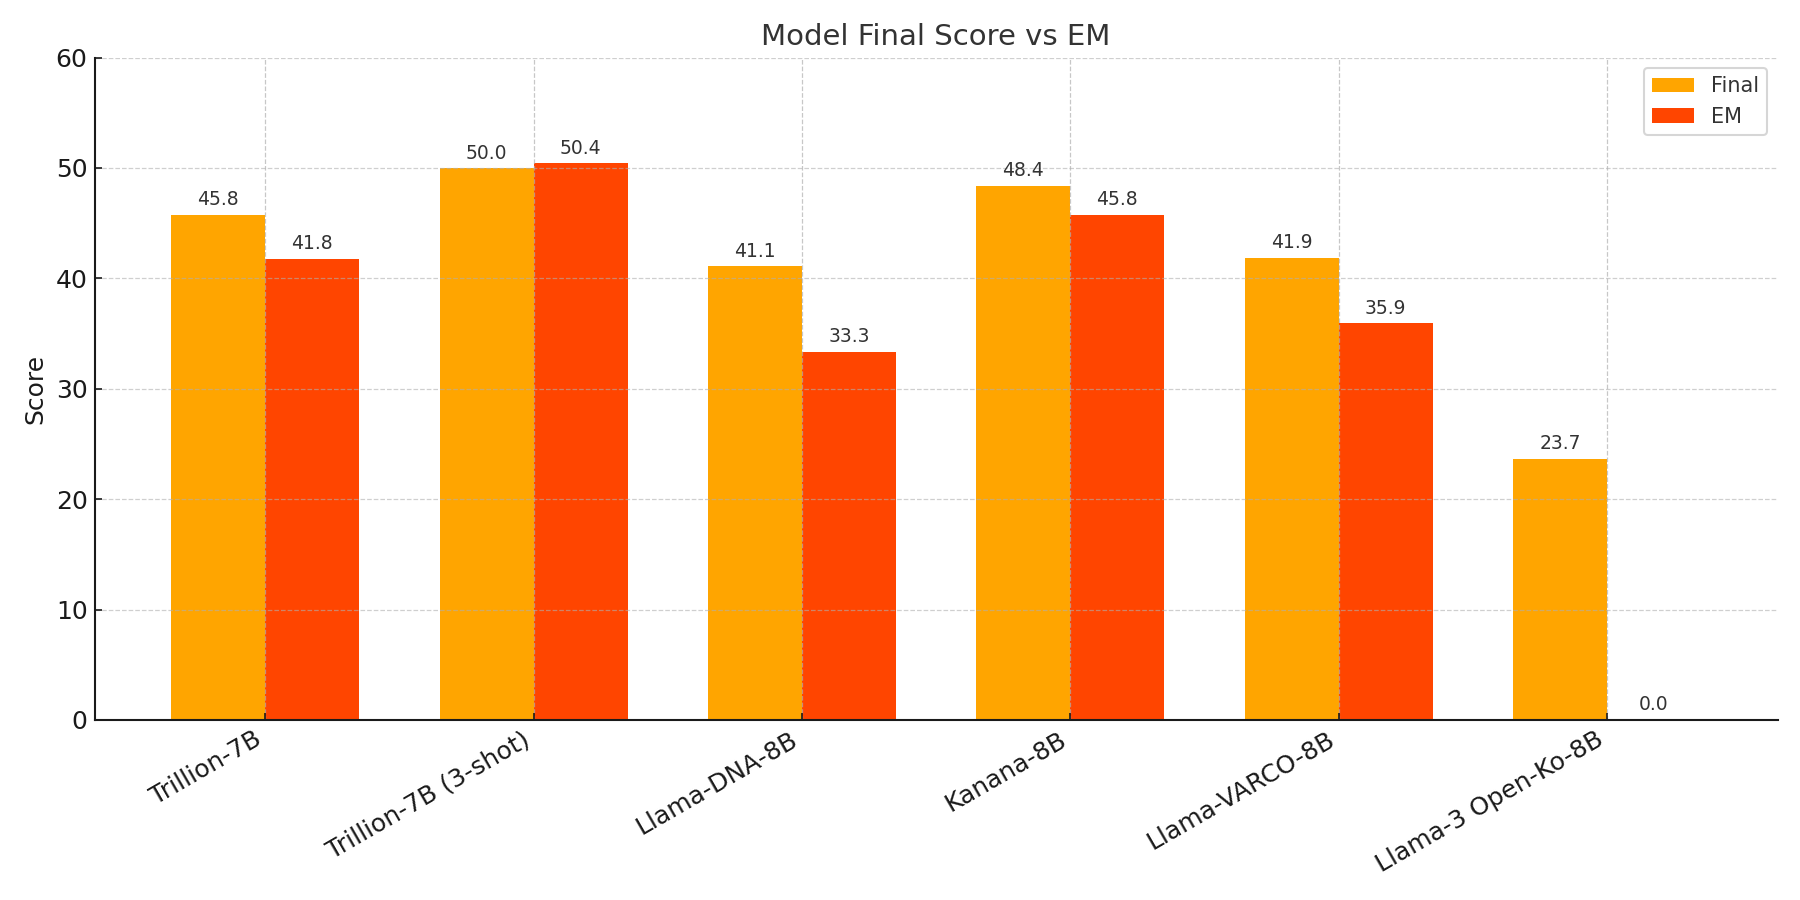 Model Final Score vs EM
Final
EM
Score
60
50
40
30
20
10
0
45.8
41.8
50.0
50.4
41.1
33.3
48.4
45.8
41.9
35.9
23.7
0.0
Trillion-7B
Trillion-7B (3-shot)
Llama-DNA-8B
Kanana-8B
Llama-VARCO-8B
Llama-3 Open-Ko-8B